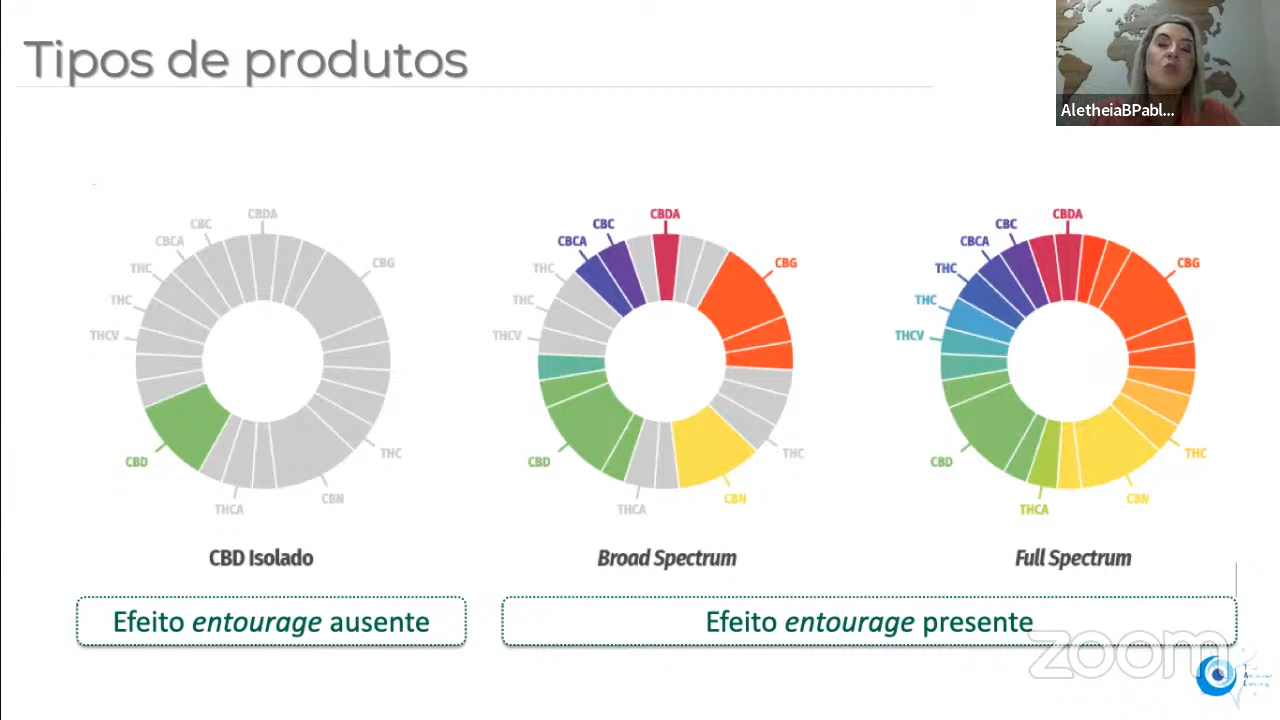 Tipos de produtos
AletheiaBPabl...
CBDA
CBC
CBCA
THC
THC
THCV
CBG
CBD
THCA
CBN
THC
CBDA
CBC
CBCA
THC
THC
THCV
CBG
CBD
THCA
CBN
THC
CBDA
CBC
CBCA
THC
THC
THCV
CBG
CBD
THCA
CBN
THC
CBD Isolado
Broad Spectrum
Full Spectrum
Efeito entourage ausente
Efeito entourage presente
zoom